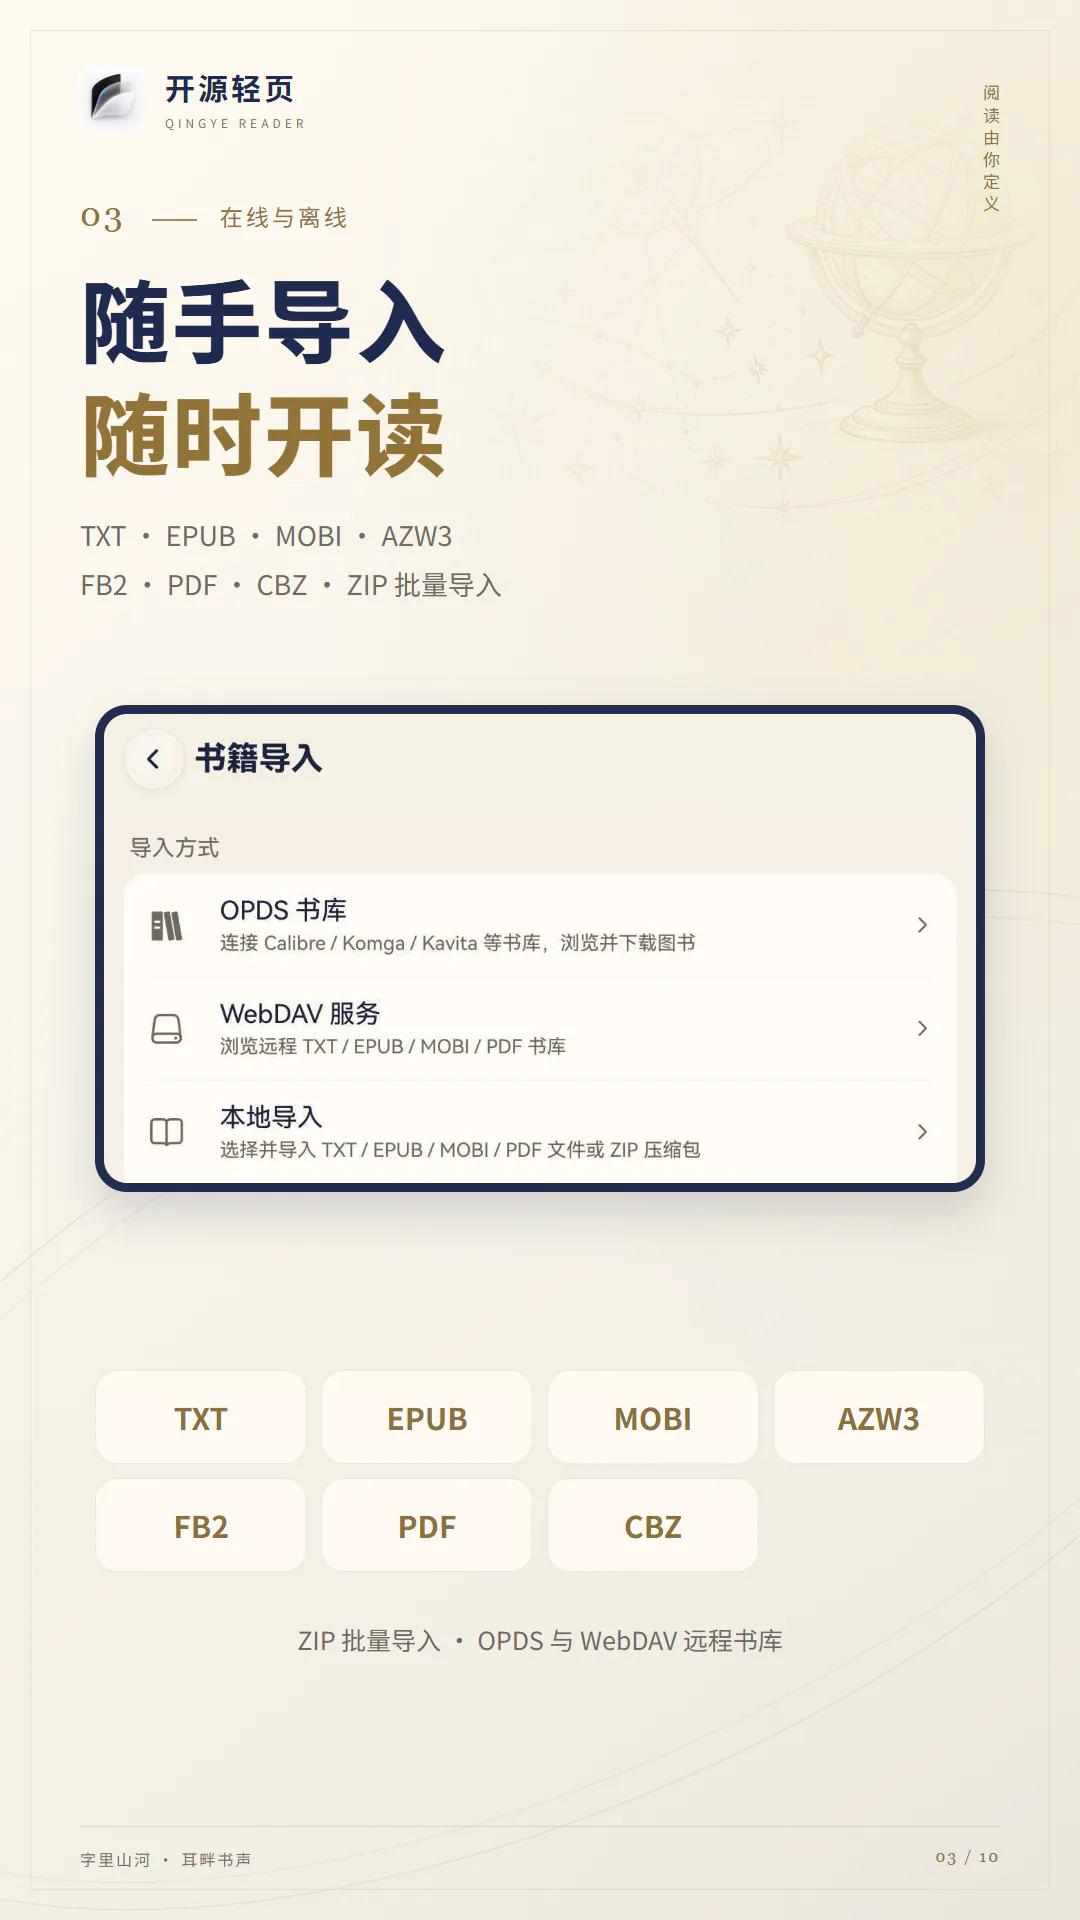 开源轻页
QINGYE READER
阅读由你定义
03 —— 在线与离线
随手导入
随时开读
TXT · EPUB · MOBI · AZW3
FB2 · PDF · CBZ · ZIP 批量导入
书籍导入
导入方式
OPDS 书库
连接 Calibre / Komga / Kavita 等书库，浏览并下载图书
WebDAV 服务
浏览远程 TXT / EPUB / MOBI / PDF 书库
本地导入
选择并导入 TXT / EPUB / MOBI / PDF 文件或 ZIP 压缩包
TXT
EPUB
MOBI
AZW3
FB2
PDF
CBZ
ZIP 批量导入 · OPDS 与 WebDAV 远程书库
字里山河 · 耳畔书声
03 / 10